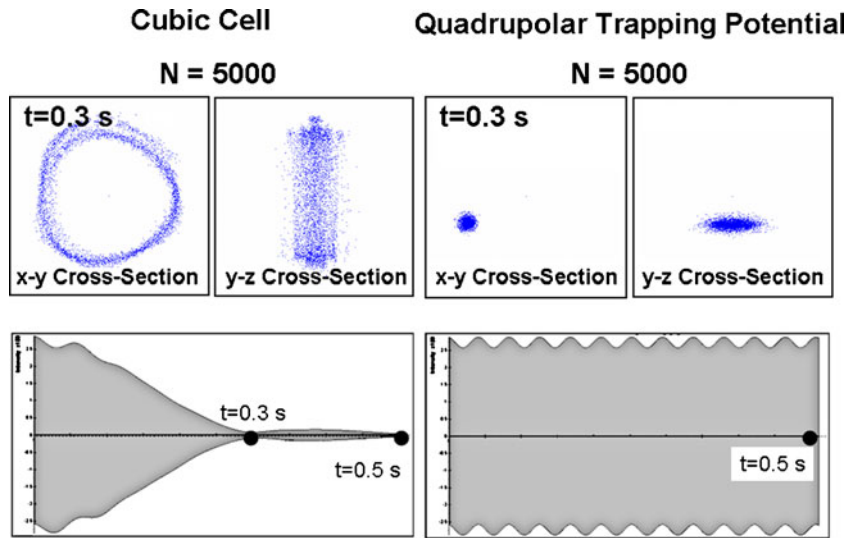 Cubic Cell
Quadrupolar Trapping Potential
N = 5000
N = 5000
t=0.3 s
x-y Cross-Section
y-z Cross-Section
t=0.3 s
x-y Cross-Section
y-z Cross-Section
t=0.3 s
t=0.5 s
t=0.5 s